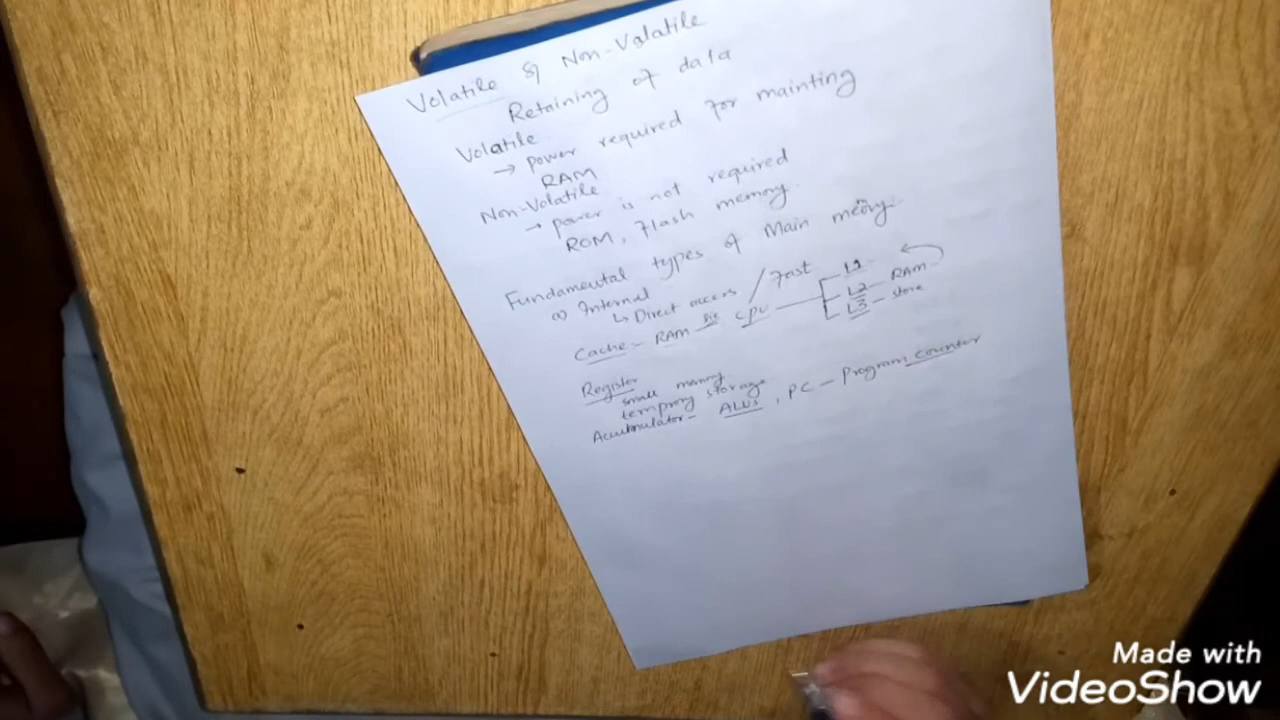 Volatile & Non-Volatile
Retaining of data
Volatile
→ power required for mainting
RAM
Non-Volatile
→ power is not required
ROM, Flash memory.
Fundamental types of Main meory.
a) Internal
↳ Direct access / Fast
Cache - RAM CPU L1 L2 L3 - RAM store
Register
small memory
temprory storage
Accumulator - ALUs, PC - Program counter
Made with
VideoShow